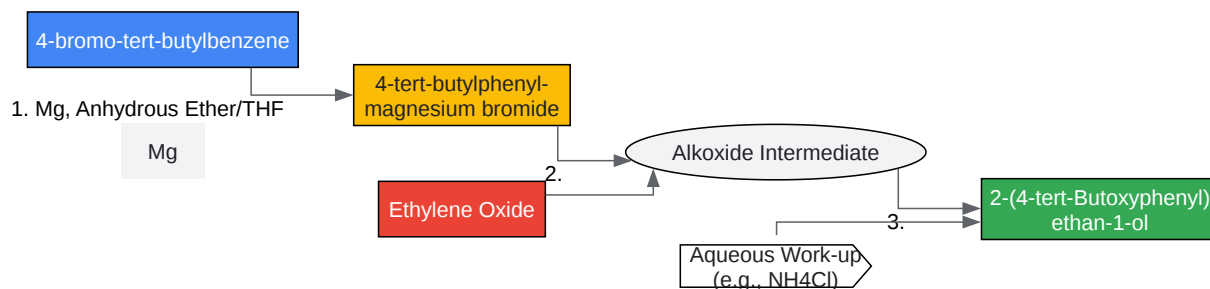 4-bromo-tert-butylbenzene
1. Mg, Anhydrous Ether/THF
Mg
4-tert-butylphenyl-
magnesium bromide
2.
Ethylene Oxide
Alkoxide Intermediate
3.
Aqueous Work-up
(e.g., NH4Cl)
2-(4-tert-Butoxyphenyl)
ethan-1-ol